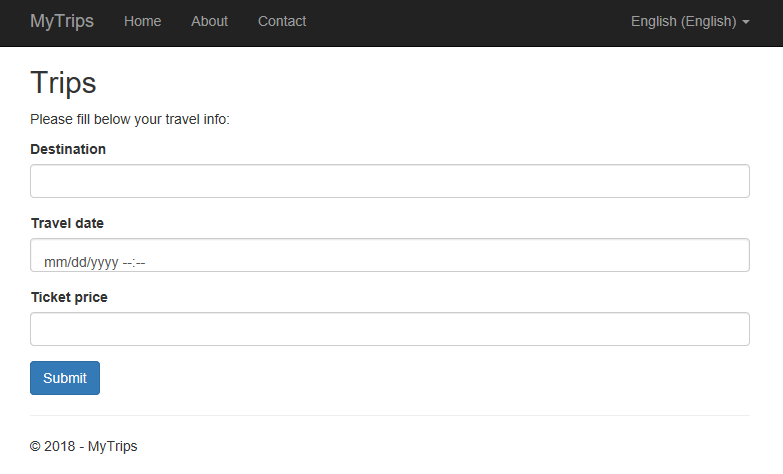 MyTrips Home About Contact English (English)
Trips
Please fill below your travel info:
Destination
Travel date
mm/dd/yyyy --:--
Ticket price
Submit
© 2018 - MyTrips